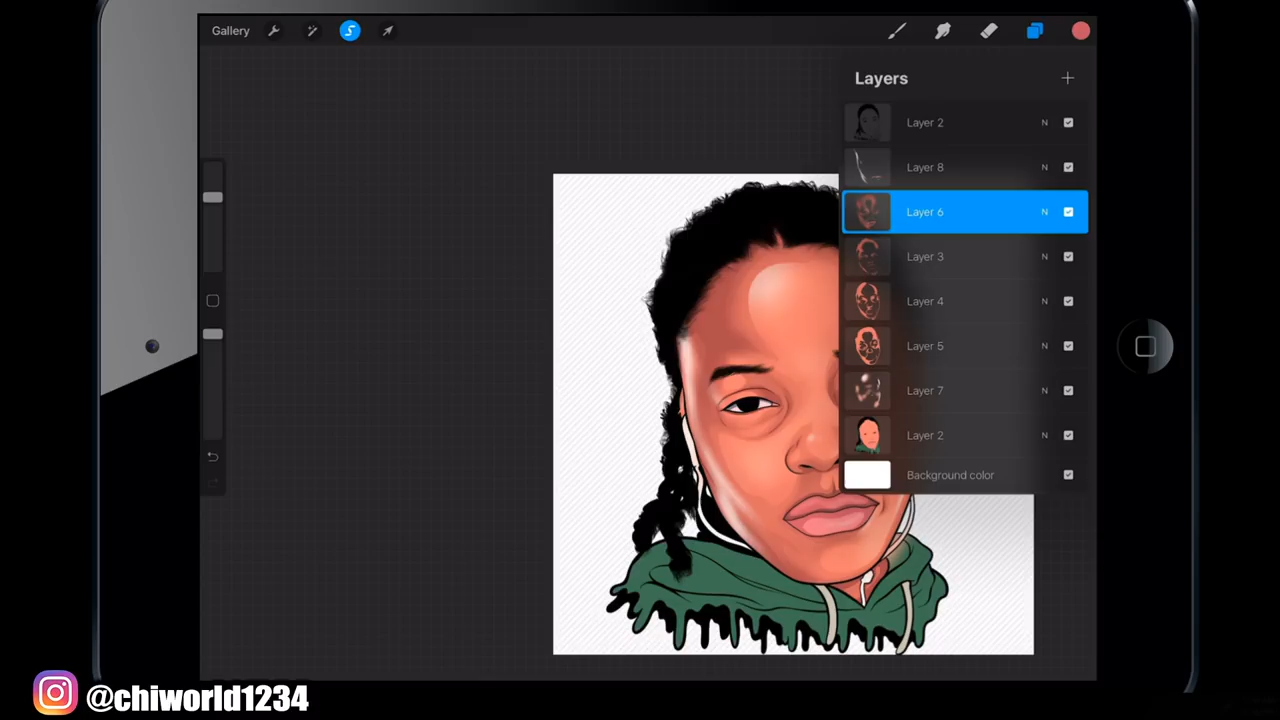 Gallery
Layers
Layer 2 N
Layer 8 N
Layer 6 N
Layer 3 N
Layer 4 N
Layer 5 N
Layer 7 N
Layer 2 N
Background color
@chiworld1234